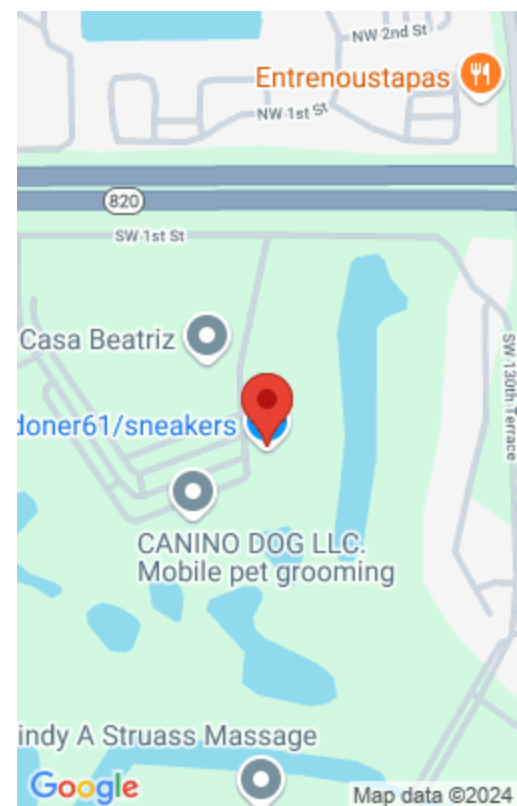 NW 2nd St
Entrenoustapas
NW 1st St
820
SW 1st St
Casa Beatriz
SW 130th Terrace
doner61/sneakers
CANINO DOG LLC.
Mobile pet grooming
indy A Struass Massage
Google
Map data ©2024